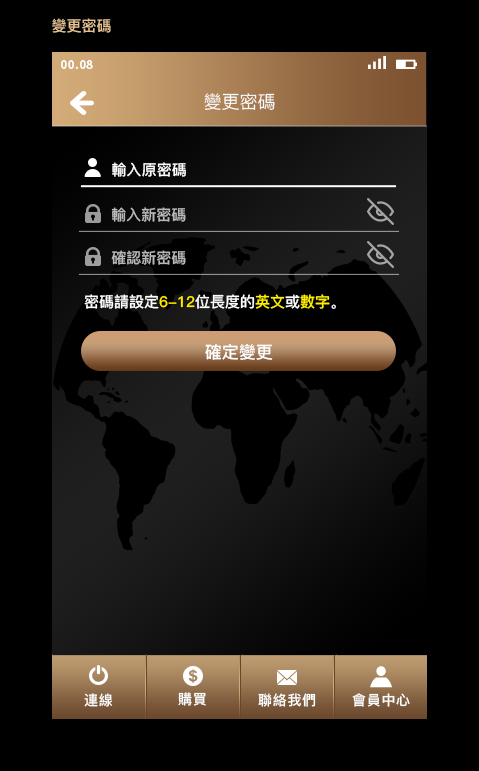 變更密碼
00.08
變更密碼
輸入原密碼
輸入新密碼
確認新密碼
密碼請設定6-12位長度的英文或數字。
確定變更
連線 購買 聯絡我們 會員中心